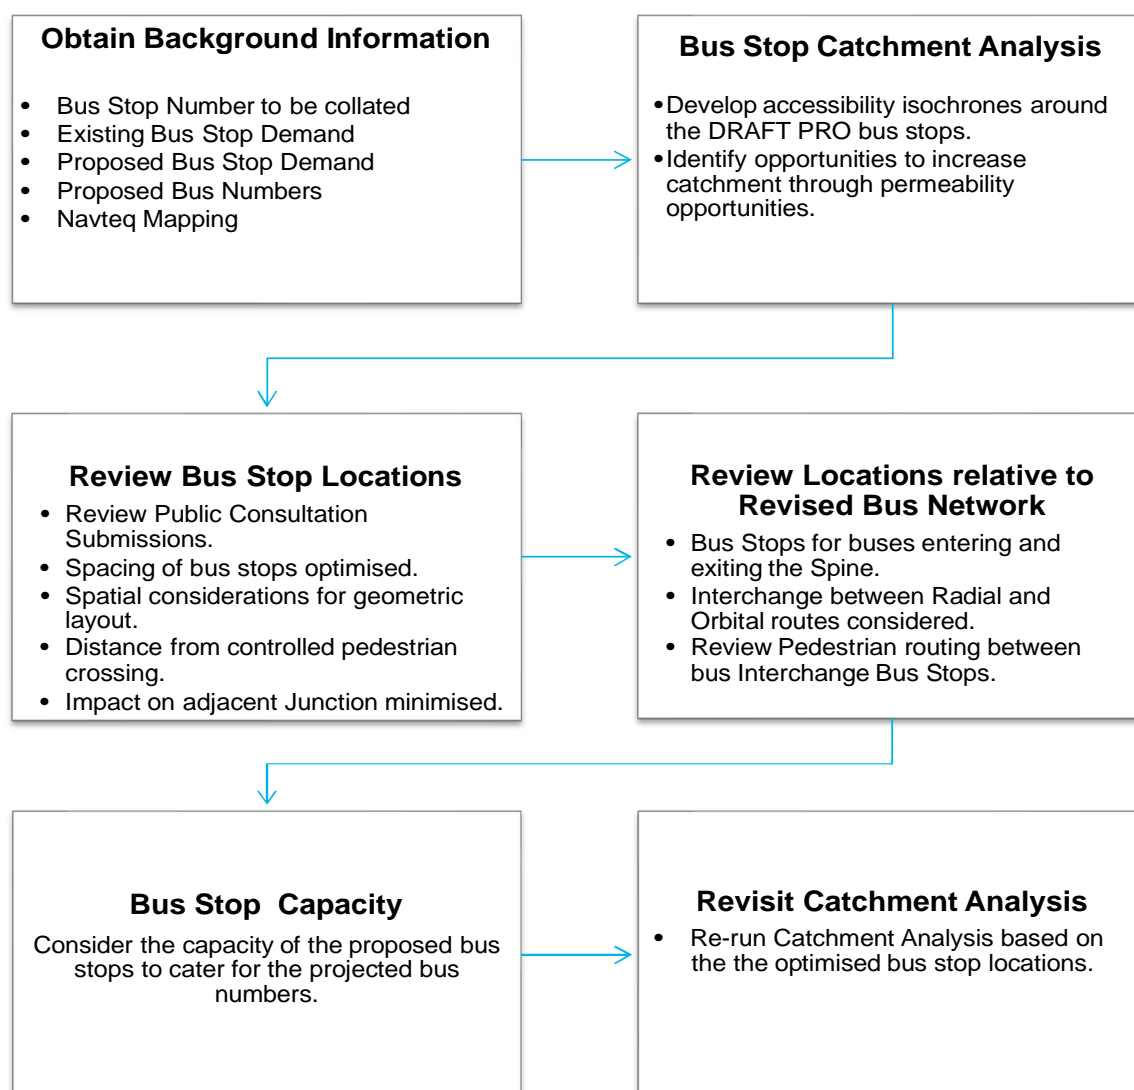 Obtain Background Information
• Bus Stop Number to be collated
• Existing Bus Stop Demand
• Proposed Bus Stop Demand
• Proposed Bus Numbers
• Navteq Mapping
Bus Stop Catchment Analysis
•Develop accessibility isochrones around
the DRAFT PRO bus stops.
•Identify opportunities to increase
catchment through permeability
opportunities.
Review Bus Stop Locations
• Review Public Consultation
Submissions.
• Spacing of bus stops optimised.
• Spatial considerations for geometric
layout.
• Distance from controlled pedestrian
crossing.
• Impact on adjacent Junction minimised.
Review Locations relative to
Revised Bus Network
• Bus Stops for buses entering and
exiting the Spine.
• Interchange between Radial and
Orbital routes considered.
• Review Pedestrian routing between
bus Interchange Bus Stops.
Bus Stop Capacity
Consider the capacity of the proposed bus
stops to cater for the projected bus
numbers.
Revisit Catchment Analysis
• Re-run Catchment Analysis based on
the the optimised bus stop locations.